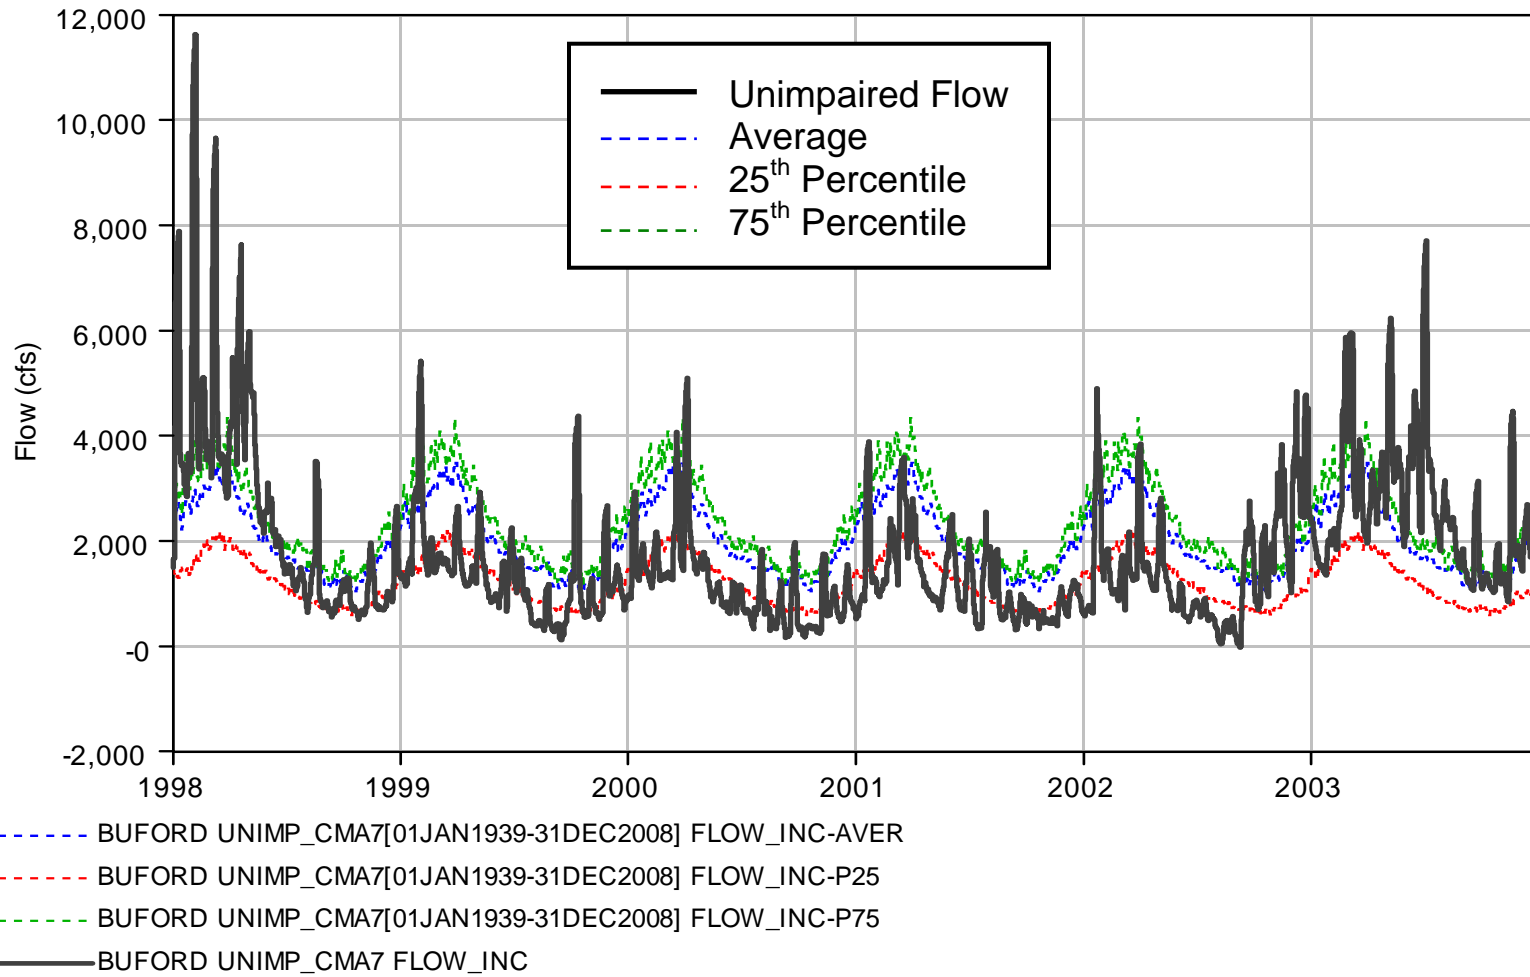 12,000
10,000
8,000
6,000
4,000
2,000
-0
-2,000
Flow (cfs)
Unimpaired Flow
Average
25th Percentile
75th Percentile
1998 1999 2000 2001 2002 2003
BUFORD UNIMP_CMA7[01JAN1939-31DEC2008] FLOW_INC-AVER
BUFORD UNIMP_CMA7[01JAN1939-31DEC2008] FLOW_INC-P25
BUFORD UNIMP_CMA7[01JAN1939-31DEC2008] FLOW_INC-P75
BUFORD UNIMP_CMA7 FLOW_INC